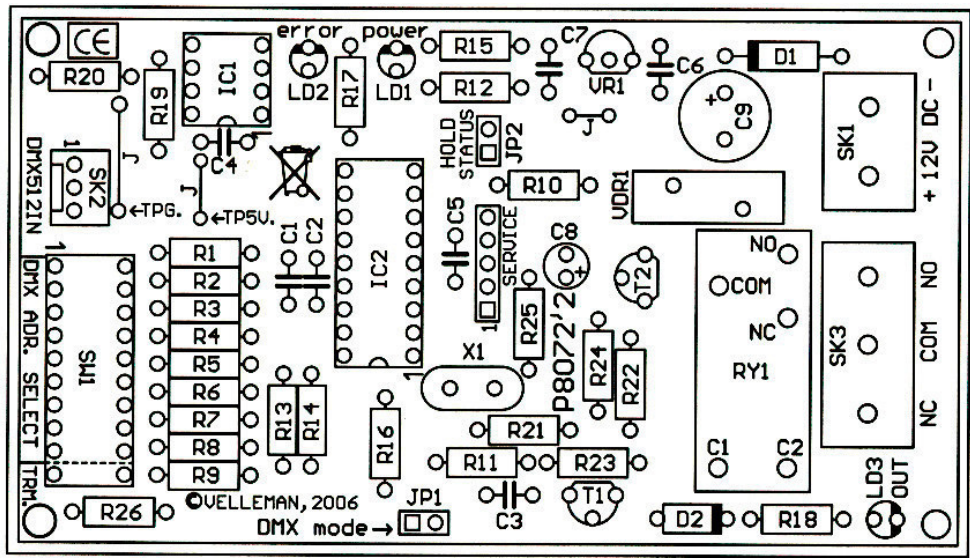 CE
error
power
R20
R19
IC1
LD2
R17
LD1
R15
R12
C7
VR1
C6
D1
C9
+
SK1
+ 12V DC -
C4
J
J
J
HOLD
STATUS
JP2
DMX512IN
1
SK2
←TPG.
←TP5V.
R10
VDR1
C1
C2
IC2
C5
SERVICE
1
C8
+
T2
R25
1
DMX ADR. SELECT
TRM.
SW1
R1
R2
R3
R4
R5
R6
R7
R8
R9
R13
R14
R16
1
X1
P8072'2
R24
R22
R21
R11
R23
C3
T1
NO
COM
NC
RY1
C1
C2
SK3
NO
COM
NC
LD3
OUT
R26
©VELLEMAN, 2006
DMX mode→
JP1
D2
R18